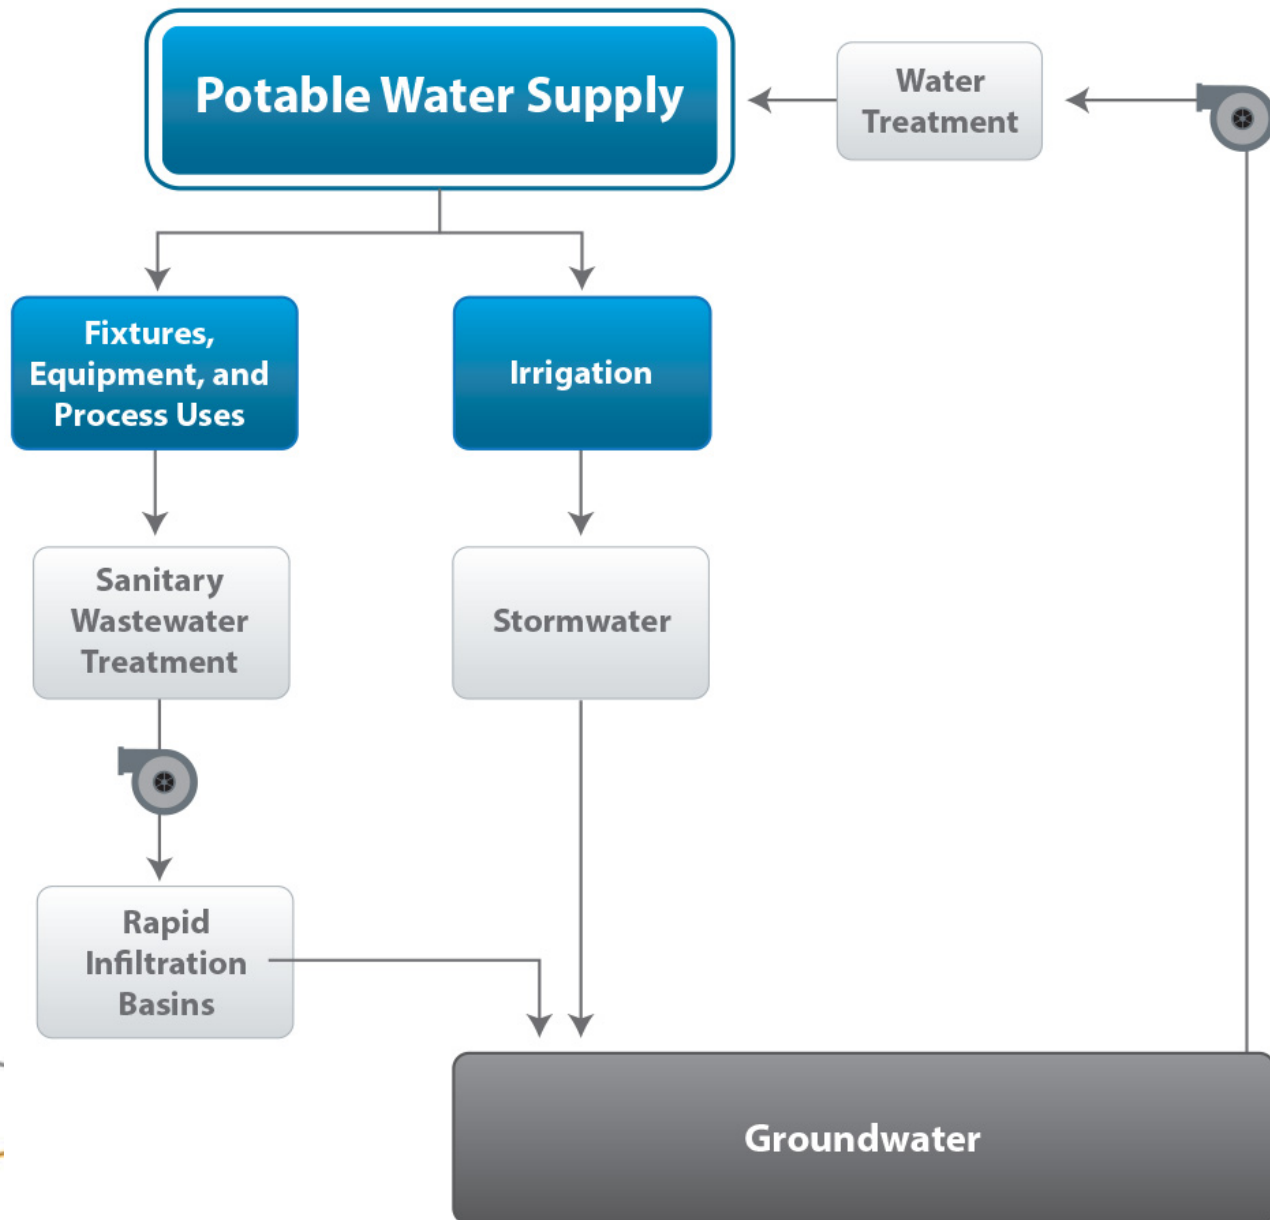 Potable Water Supply
Water
Treatment
Fixtures,
Equipment, and
Process Uses
Irrigation
Sanitary
Wastewater
Treatment
Stormwater
Rapid
Infiltration
Basins
Groundwater